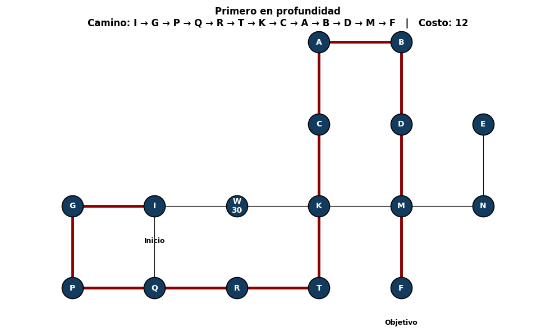 Primero en profundidad
Camino: I → G → P → Q → R → T → K → C → A → B → D → M → F | Costo: 12
A B
C D E
G I W 30 K M N
Inicio
P Q R T F
Objetivo